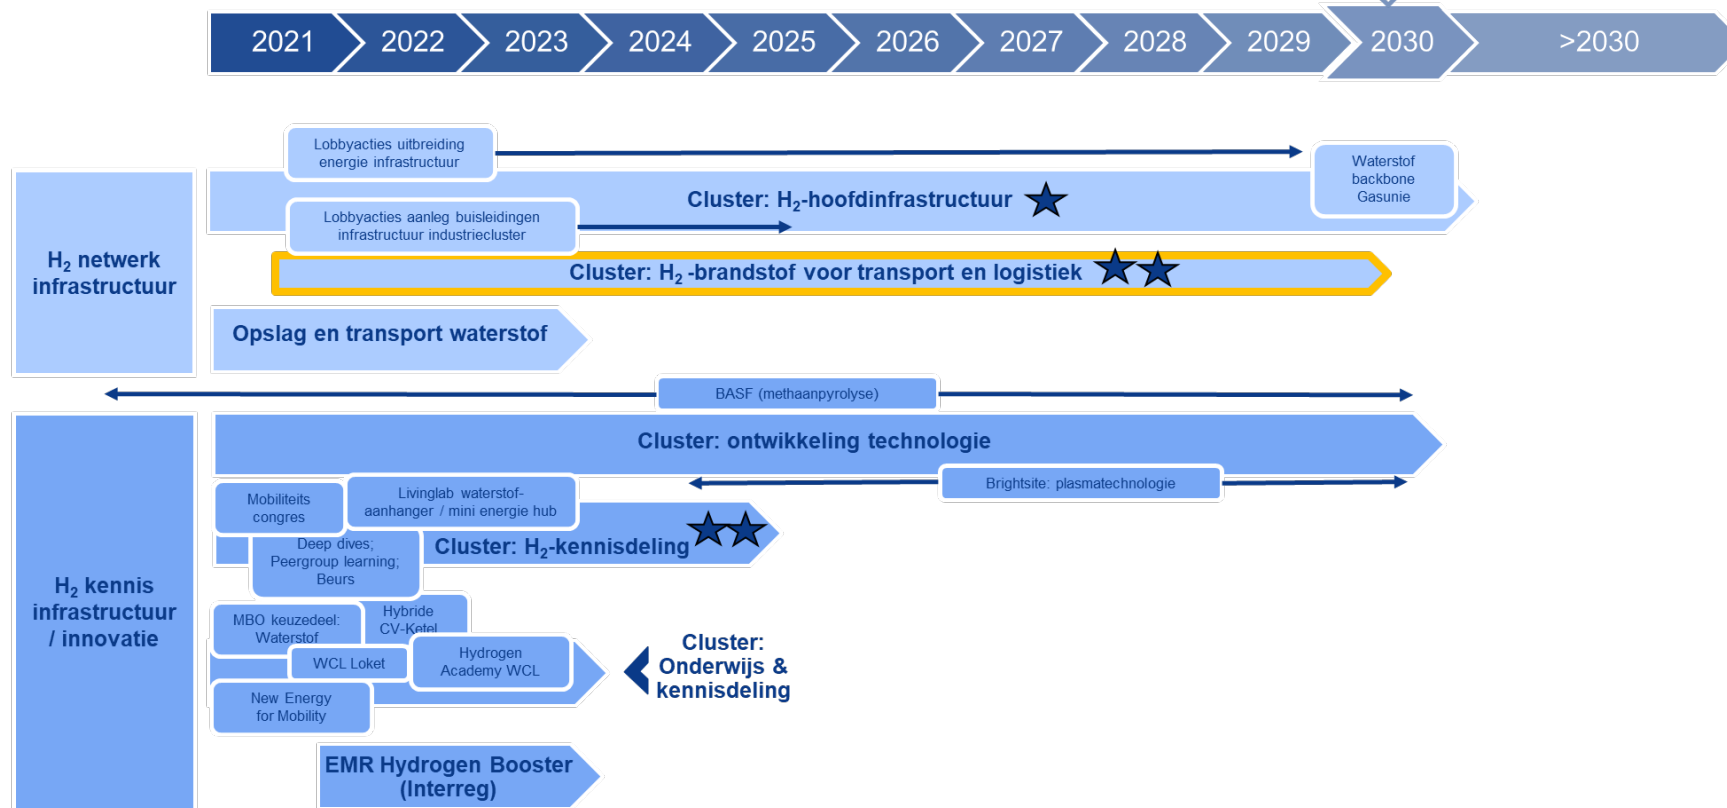 2021
2022
2023
2024
2025
2026
2027
2028
2029
2030
>2030
Lobbyacties uitbreiding
energie infrastructuur
Waterstof
backbone
Gasunie
Cluster: H₂-hoofdinfrastructuur
Lobbyacties aanleg buisleidingen
infrastructuur industriecluster
H₂ netwerk
infrastructuur
Cluster: H₂ -brandstof voor transport en logistiek
Opslag en transport waterstof
BASF (methaanpyrolyse)
Cluster: ontwikkeling technologie
Brightsite: plasmatechnologie
Mobiliteits
congres
Livinglab waterstof-
aanhanger / mini energie hub
Cluster: H₂-kennisdeling
Deep dives;
Peergroup learning;
Beurs
H₂ kennis
infrastructuur
/ innovatie
MBO keuzedeel:
Waterstof
Hybride
CV-Ketel
WCL Loket
Hydrogen
Academy WCL
New Energy
for Mobility
Cluster:
Onderwijs &
kennisdeling
EMR Hydrogen Booster
(Interreg)